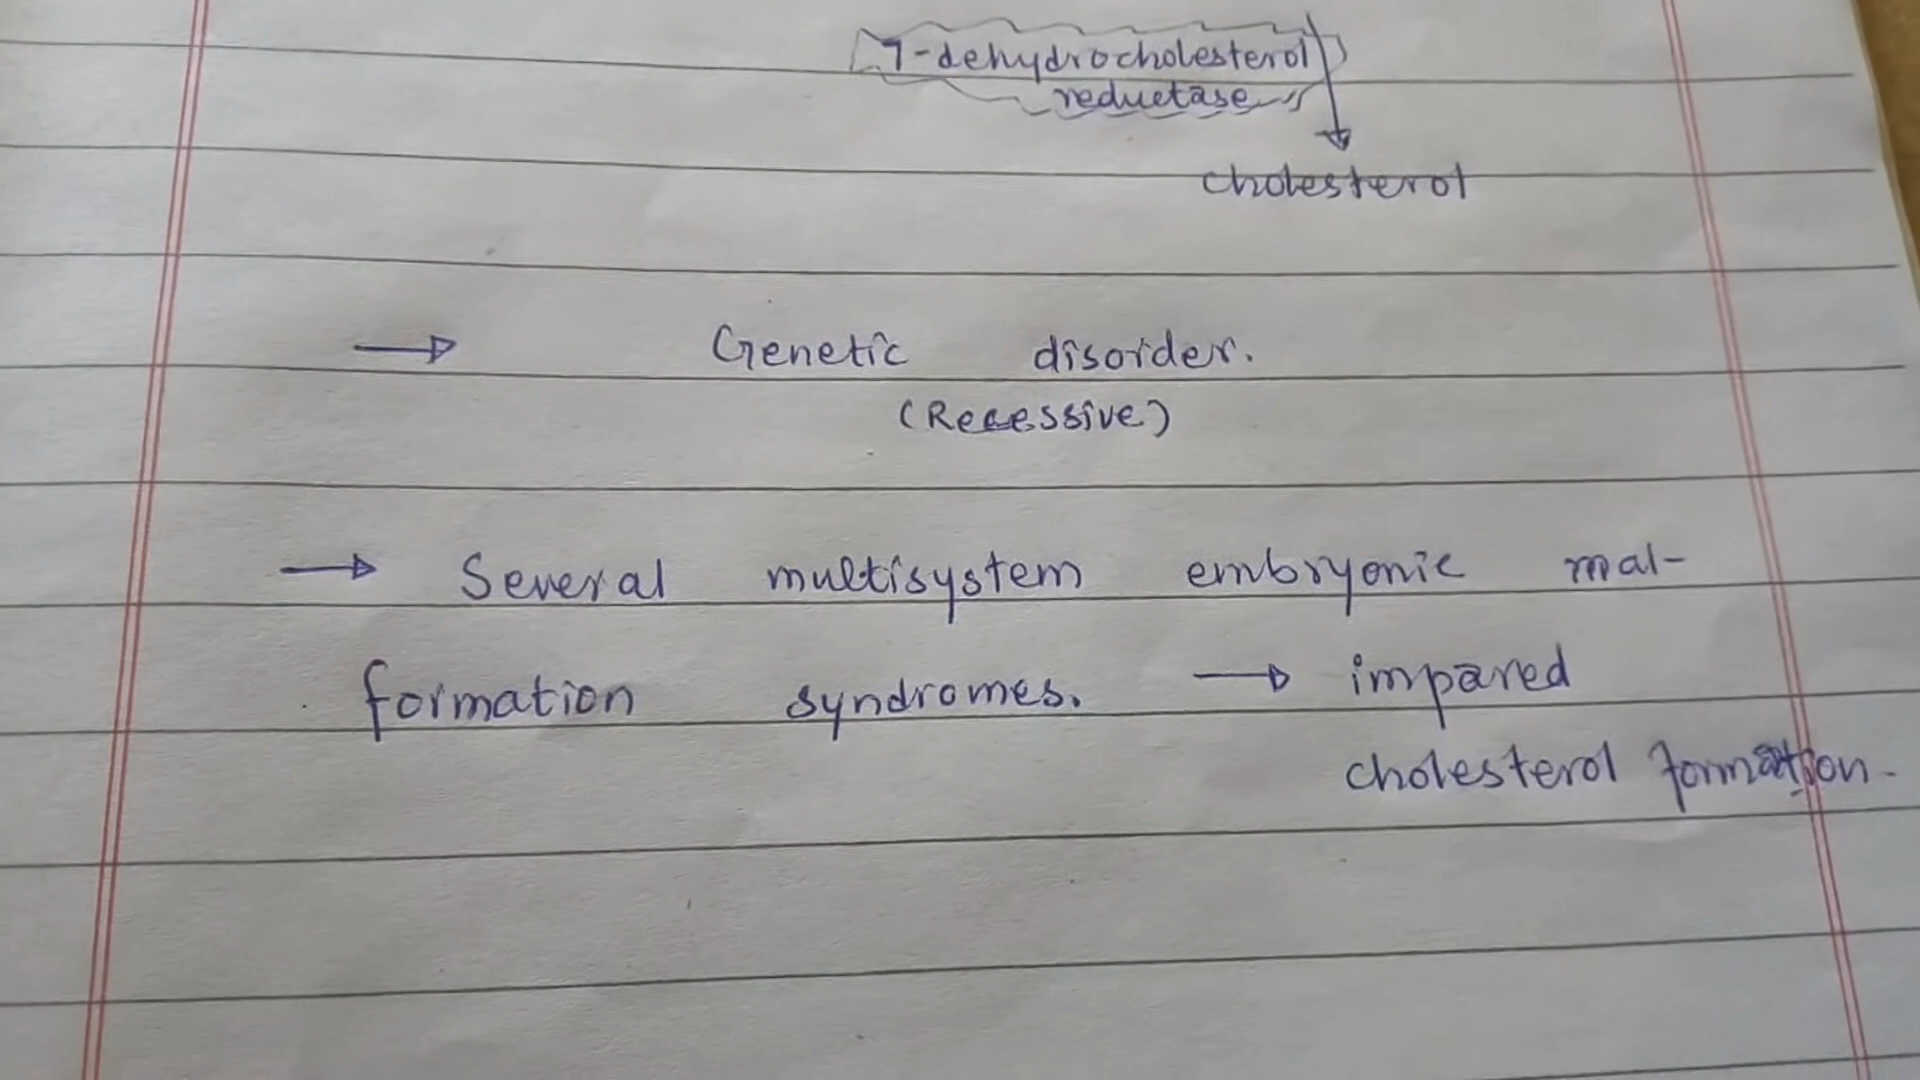 7-dehydrocholesterol
reductase
cholesterol
→ Genetic disorder.
(Recessive)
→ Several multisystem embryonic mal-
formation syndromes. → impared
cholesterol formation.